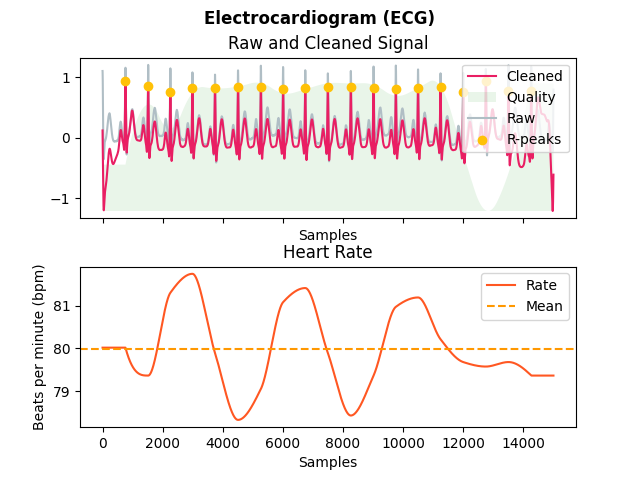 Electrocardiogram (ECG)
Raw and Cleaned Signal
1
0
−1
Cleaned
Quality
Raw
R-peaks
Samples
Heart Rate
Beats per minute (bpm)
81
80
79
Rate
Mean
0 2000 4000 6000 8000 10000 12000 14000
Samples